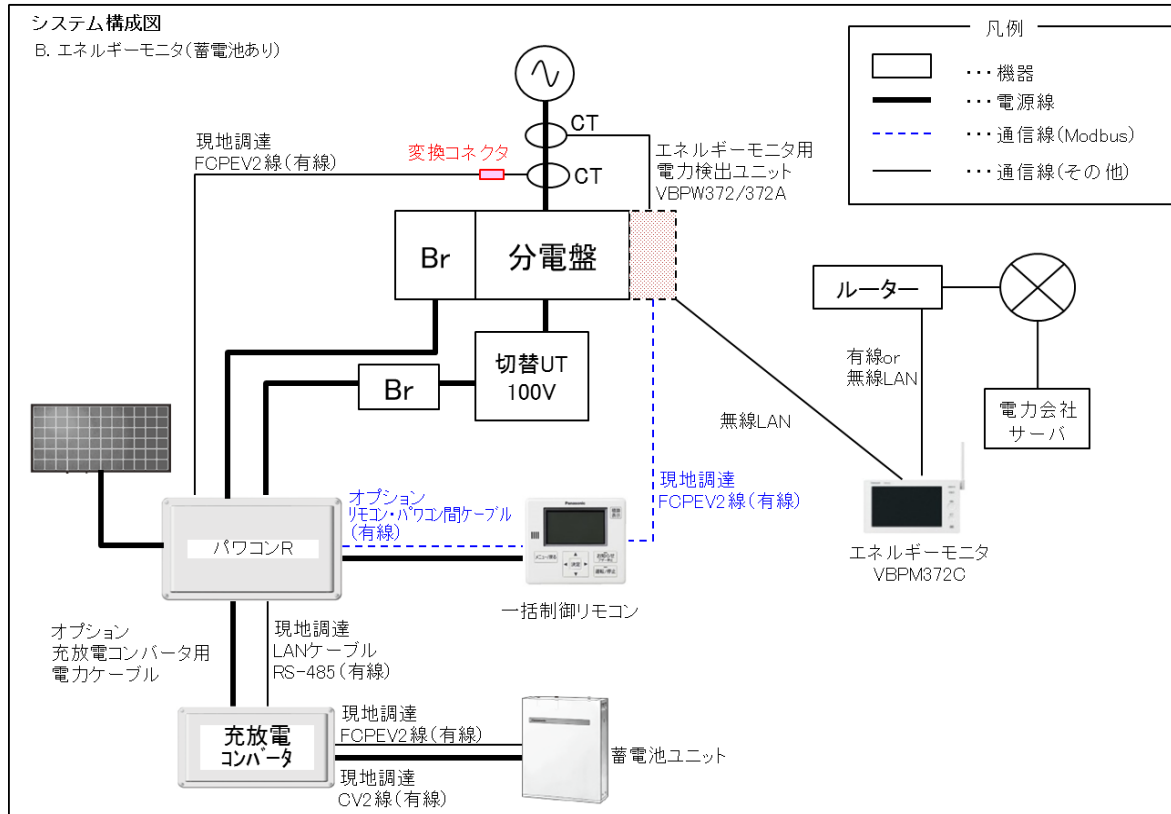 システム構成図
B. エネルギーモニタ(蓄電池あり)
凡例
・・・機器
・・・電源線
・・・通信線(Modbus)
・・・通信線(その他)
CT
現地調達
FCPEV2線(有線)
変換コネクタ
CT
エネルギーモニタ用
電力検出ユニット
VBPW372/372A
Br
分電盤
ルーター
切替UT
100V
Br
有線or
無線LAN
電力会社
サーバ
無線LAN
現地調達
FCPEV2線(有線)
オプション
リモコン・パワコン間ケーブル
(有線)
Panasonic
パワコンR
エネルギーモニタ
VBPM372C
一括制御リモコン
オプション
充放電コンバータ用
電力ケーブル
現地調達
LANケーブル
RS-485(有線)
充放電
コンバータ
現地調達
FCPEV2線(有線)
蓄電池ユニット
現地調達
CV2線(有線)